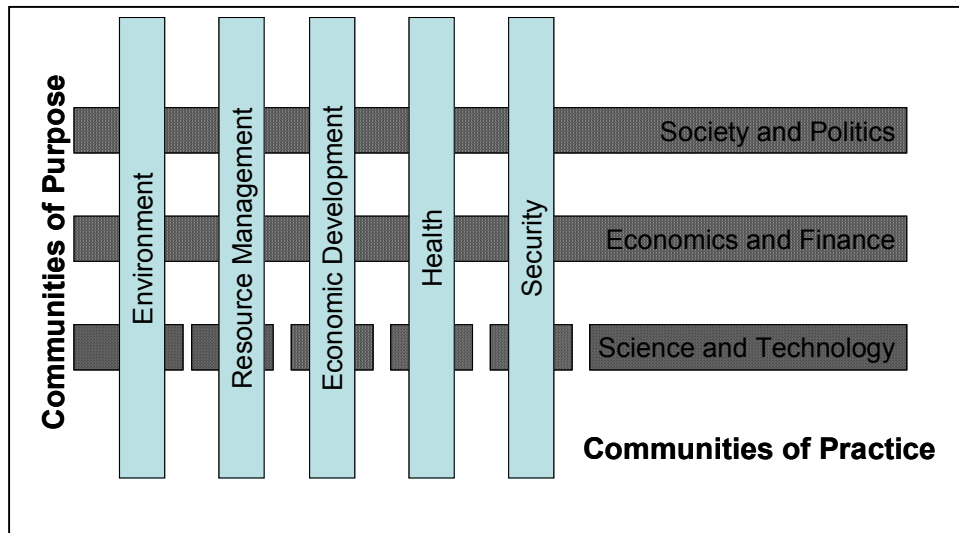 Communities of Purpose
Environment
Resource Management
Economic Development
Health
Security
Society and Politics
Economics and Finance
Science and Technology
Communities of Practice